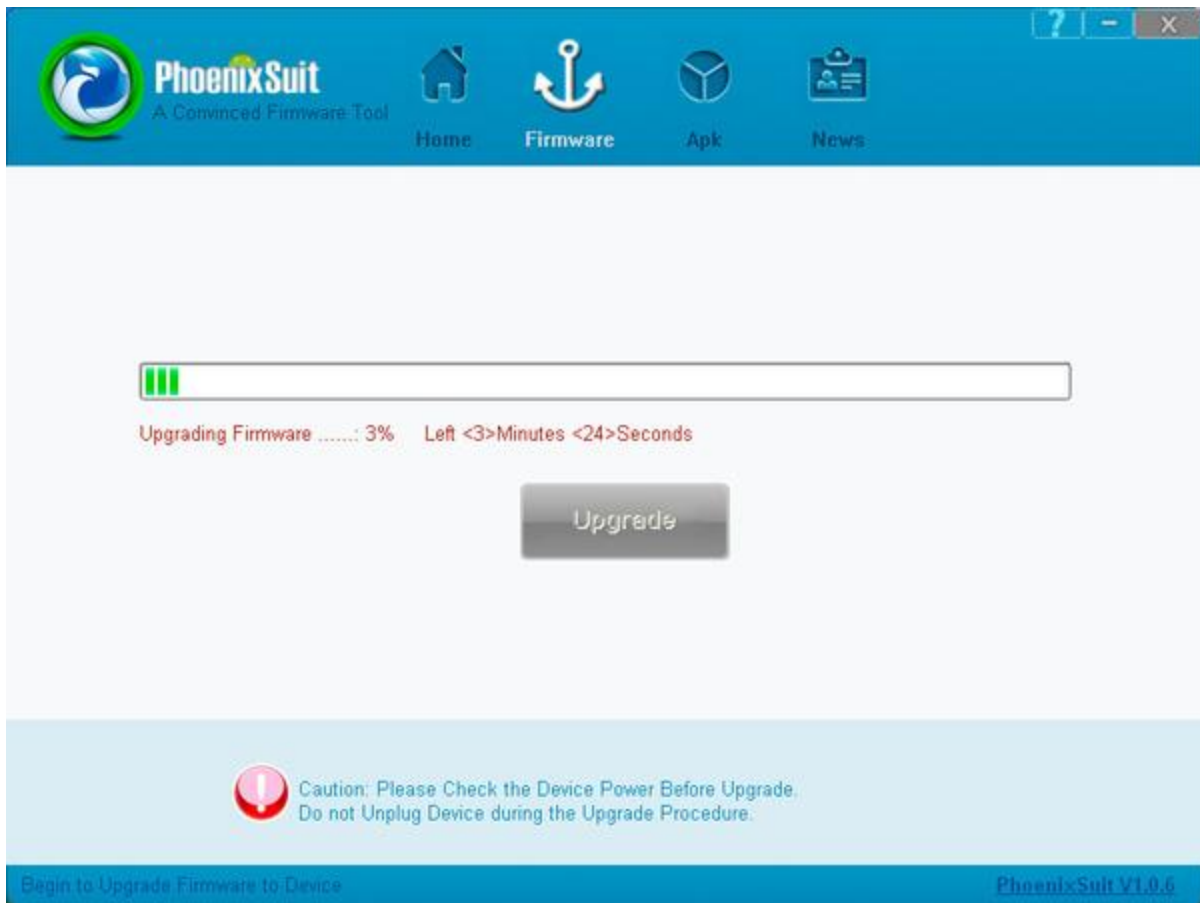 ? - X
PhoenixSuit
A Convinced Firmware Tool
Home Firmware Apk News
Upgrading Firmware ......: 3% Left <3>Minutes <24>Seconds
Upgrade
Caution: Please Check the Device Power Before Upgrade.
Do not Unplug Device during the Upgrade Procedure.
Begin to Upgrade Firmware to Device PhoenixSuit V1.0.6